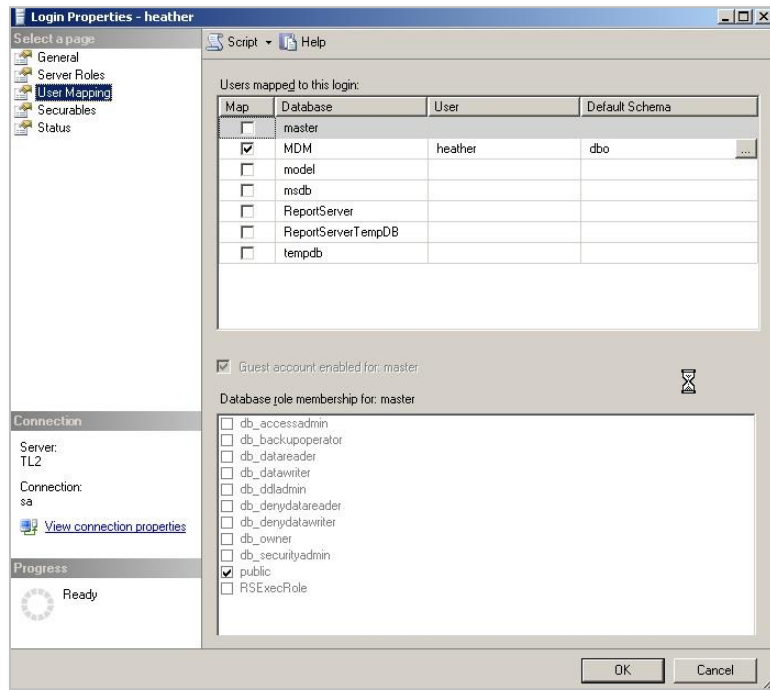 Login Properties - heather
Select a page
General
Server Roles
User Mapping
Securables
Status
Script Help
Users mapped to this login:
Map Database User Default Schema
master
MDM heather dbo ...
model
msdb
ReportServer
ReportServerTempDB
tempdb
Guest account enabled for: master
Database role membership for: master
db_accessadmin
db_backupoperator
db_datareader
db_datawriter
db_ddladmin
db_denydatareader
db_denydatawriter
db_owner
db_securityadmin
public
RSExecRole
Connection
Server:
TL2
Connection:
sa
View connection properties
Progress
Ready
OK Cancel